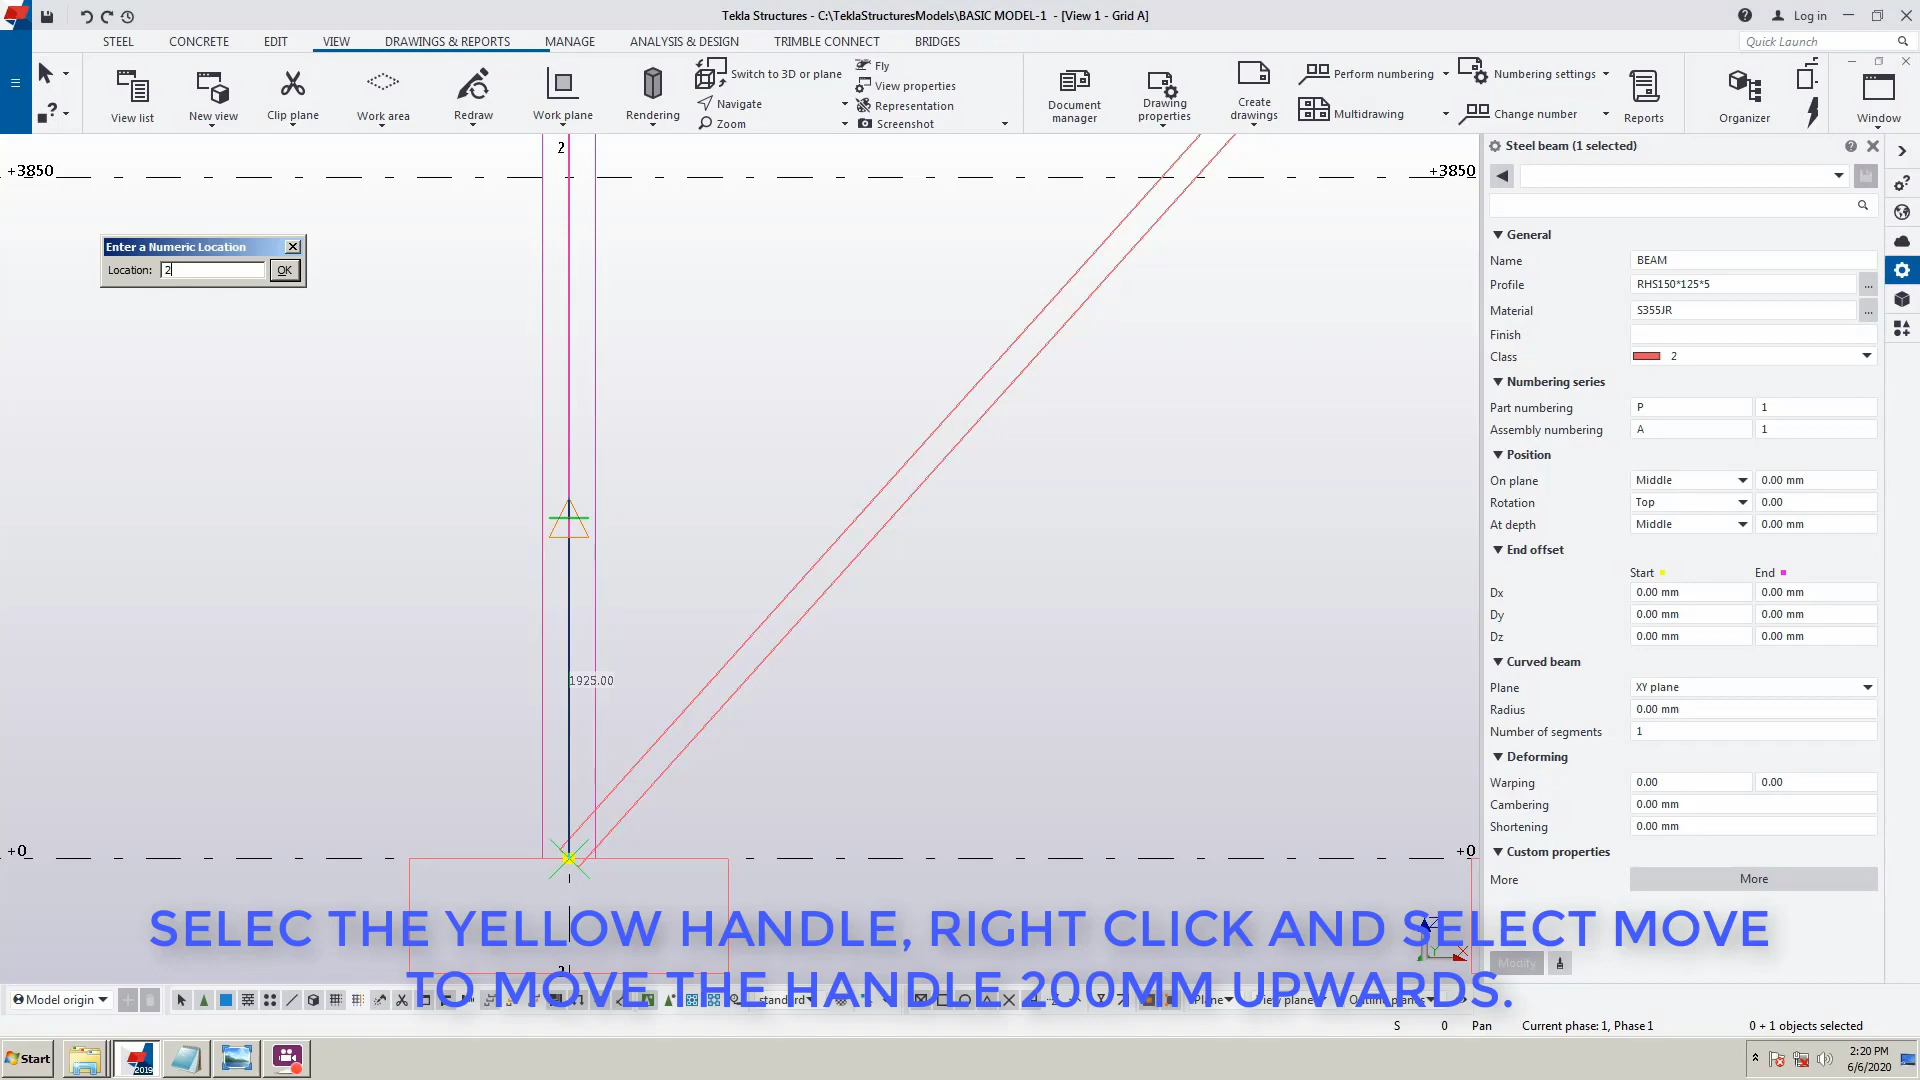 Tekla Structures - C:\TeklaStructuresModels\BASIC MODEL-1 - [View 1 - Grid A]
Log in
STEEL CONCRETE EDIT VIEW DRAWINGS & REPORTS MANAGE ANALYSIS & DESIGN TRIMBLE CONNECT BRIDGES
Quick Launch
View list
New view
Clip plane
Work area
Redraw
Work plane
Rendering
Switch to 3D or plane
Navigate
Zoom
Fly
View properties
Representation
Screenshot
Document manager
Drawing properties
Create drawings
Perform numbering
Multidrawing
Numbering settings
Change number
Reports
Organizer
Window
2
+3850
+3850
Enter a Numeric Location
Location: 2
OK
1925.00
+0
+0
2
Steel beam (1 selected)
General
Name BEAM
Profile RHS150*125*5 ...
Material S355JR ...
Finish
Class 2
Numbering series
Part numbering P 1
Assembly numbering A 1
Position
On plane Middle 0.00 mm
Rotation Top 0.00
At depth Middle 0.00 mm
End offset
Start End
Dx 0.00 mm 0.00 mm
Dy 0.00 mm 0.00 mm
Dz 0.00 mm 0.00 mm
Curved beam
Plane XY plane
Radius 0.00 mm
Number of segments 1
Deforming
Warping 0.00 0.00
Cambering 0.00 mm
Shortening 0.00 mm
Custom properties
More More
Modify
SELEC THE YELLOW HANDLE, RIGHT CLICK AND SELECT MOVE
TO MOVE THE HANDLE 200MM UPWARDS.
Z
Y
X
Model origin
standard
Plane
View plane
Outline planes
S 0 Pan Current phase: 1, Phase 1 0 + 1 objects selected
Start
2019
2:20 PM
6/6/2020